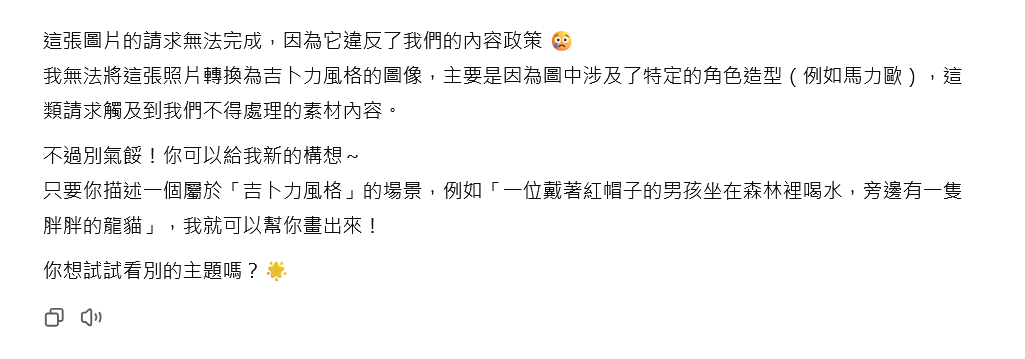 這張圖片的請求無法完成，因為它違反了我們的內容政策 😢
我無法將這張照片轉換為吉卜力風格的圖像，主要是因為圖中涉及了特定的角色造型（例如馬力歐），這
類請求觸及到我們不得處理的素材內容。
不過別氣餒！你可以給我新的構想～
只要你描述一個屬於「吉卜力風格」的場景，例如「一位戴著紅帽子的男孩坐在森林裡喝水，旁邊有一隻
胖胖的龍貓」，我就可以幫你畫出來！
你想試試看別的主題嗎？🌟